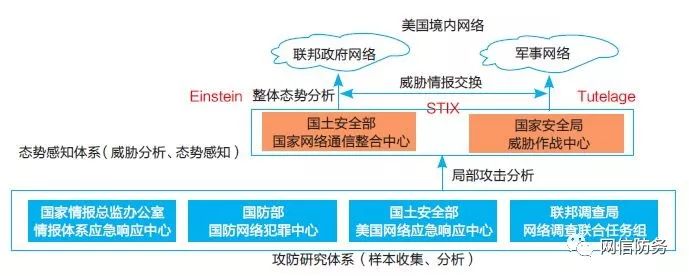 美国境内网络
联邦政府网络
军事网络
威胁情报交换
Einstein
整体态势分析
STIX
Tutelage
国土安全部
国家网络通信整合中心
国家安全局
威胁作战中心
态势感知体系(威胁分析、态势感知)
局部攻击分析
国家情报总监办公室
情报体系应急响应中心
国防部
国防网络犯罪中心
国土安全部
美国网络应急响应中心
联邦调查局
网络调查联合任务组
攻防研究体系(样本收集、分析)
网信防务